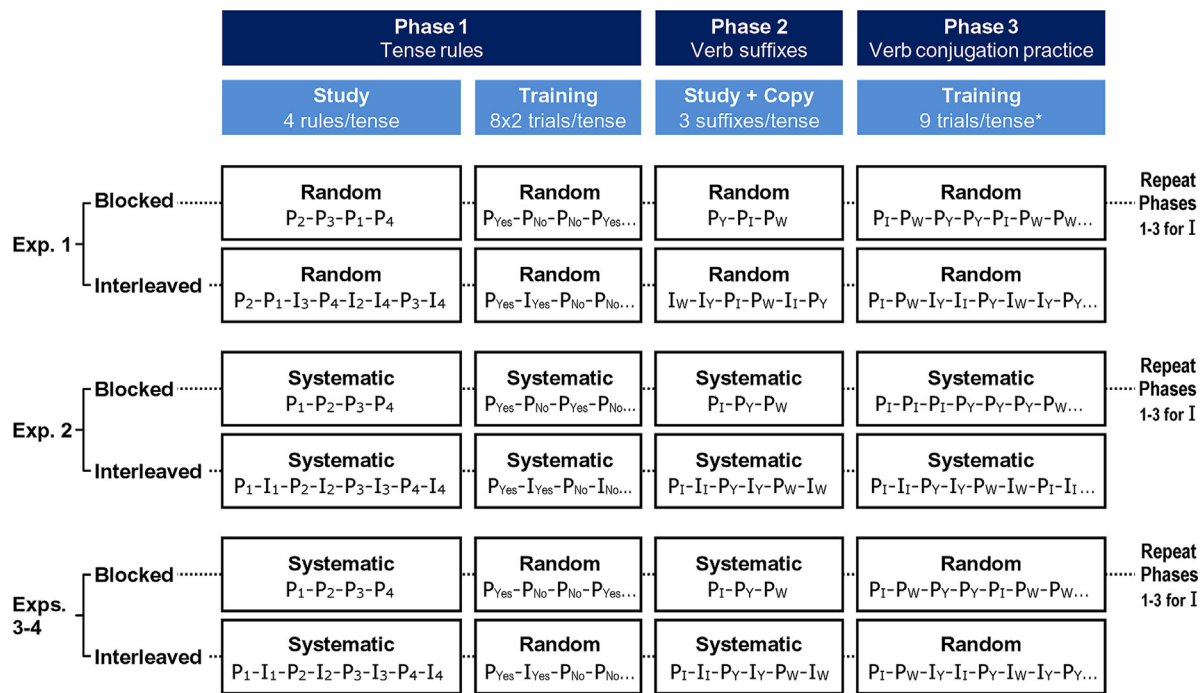 Phase 1
Tense rules
Phase 2
Verb suffixes
Phase 3
Verb conjugation practice
Study
4 rules/tense
Training
8x2 trials/tense
Study + Copy
3 suffixes/tense
Training
9 trials/tense*
Exp. 1
Blocked
Random
P2-P3-P1-P4
Random
PYes-PNo-PNo-PYes...
Random
PY-PI-PW
Random
PI-PW-PY-PY-PI-PW-PW...
Repeat
Phases
1-3 for I
Interleaved
Random
P2-P1-I3-P4-I2-I4-P3-I4
Random
PYes-IYes-PNo-PNo...
Random
IW-IY-PI-PW-II-PY
Random
PI-PW-IY-II-PY-IW-IY-PY...
Exp. 2
Blocked
Systematic
P1-P2-P3-P4
Systematic
PYes-PNo-PYes-PNo...
Systematic
PI-PY-PW
Systematic
PI-PI-PI-PY-PY-PY-PW...
Repeat
Phases
1-3 for I
Interleaved
Systematic
P1-I1-P2-I2-P3-I3-P4-I4
Systematic
PYes-IYes-PNo-INo...
Systematic
PI-II-PY-IY-PW-IW
Systematic
PI-II-PY-IY-PW-IW-PI-II...
Exps.
3-4
Blocked
Systematic
P1-P2-P3-P4
Random
PYes-PNo-PNo-PYes...
Systematic
PI-PY-PW
Random
PI-PW-PY-PY-PI-PW-PW...
Repeat
Phases
1-3 for I
Interleaved
Systematic
P1-I1-P2-I2-P3-I3-P4-I4
Random
PYes-IYes-PNo-PNo...
Systematic
PI-II-PY-IY-PW-IW
Random
PI-PW-IY-II-PY-IW-IY-PY...